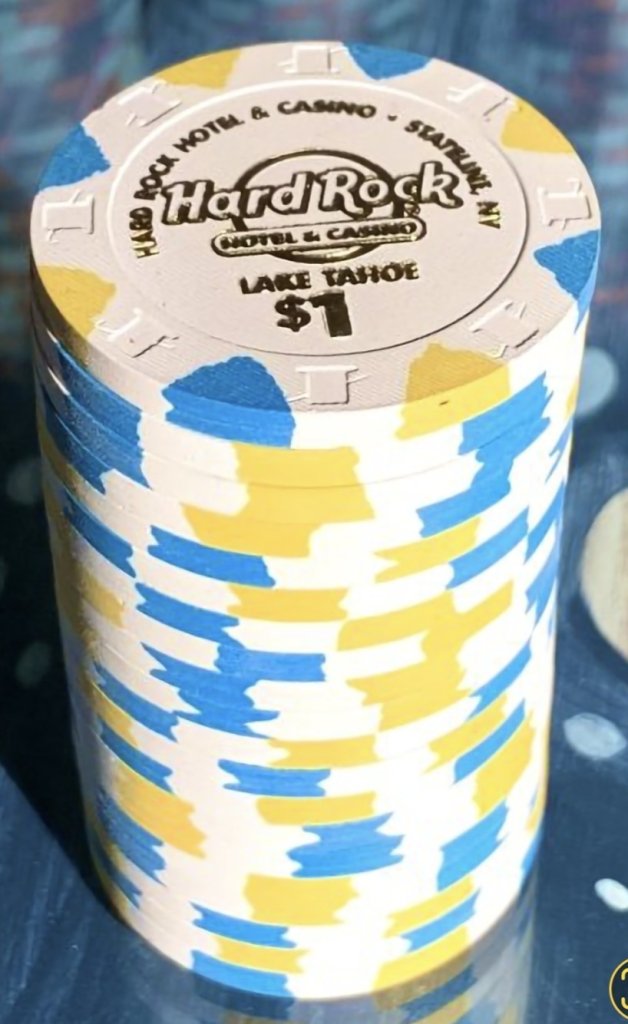 HARD ROCK HOTEL & CASINO • STATELINE, NV
Hard Rock
HOTEL & CASINO
LAKE TAHOE
$1